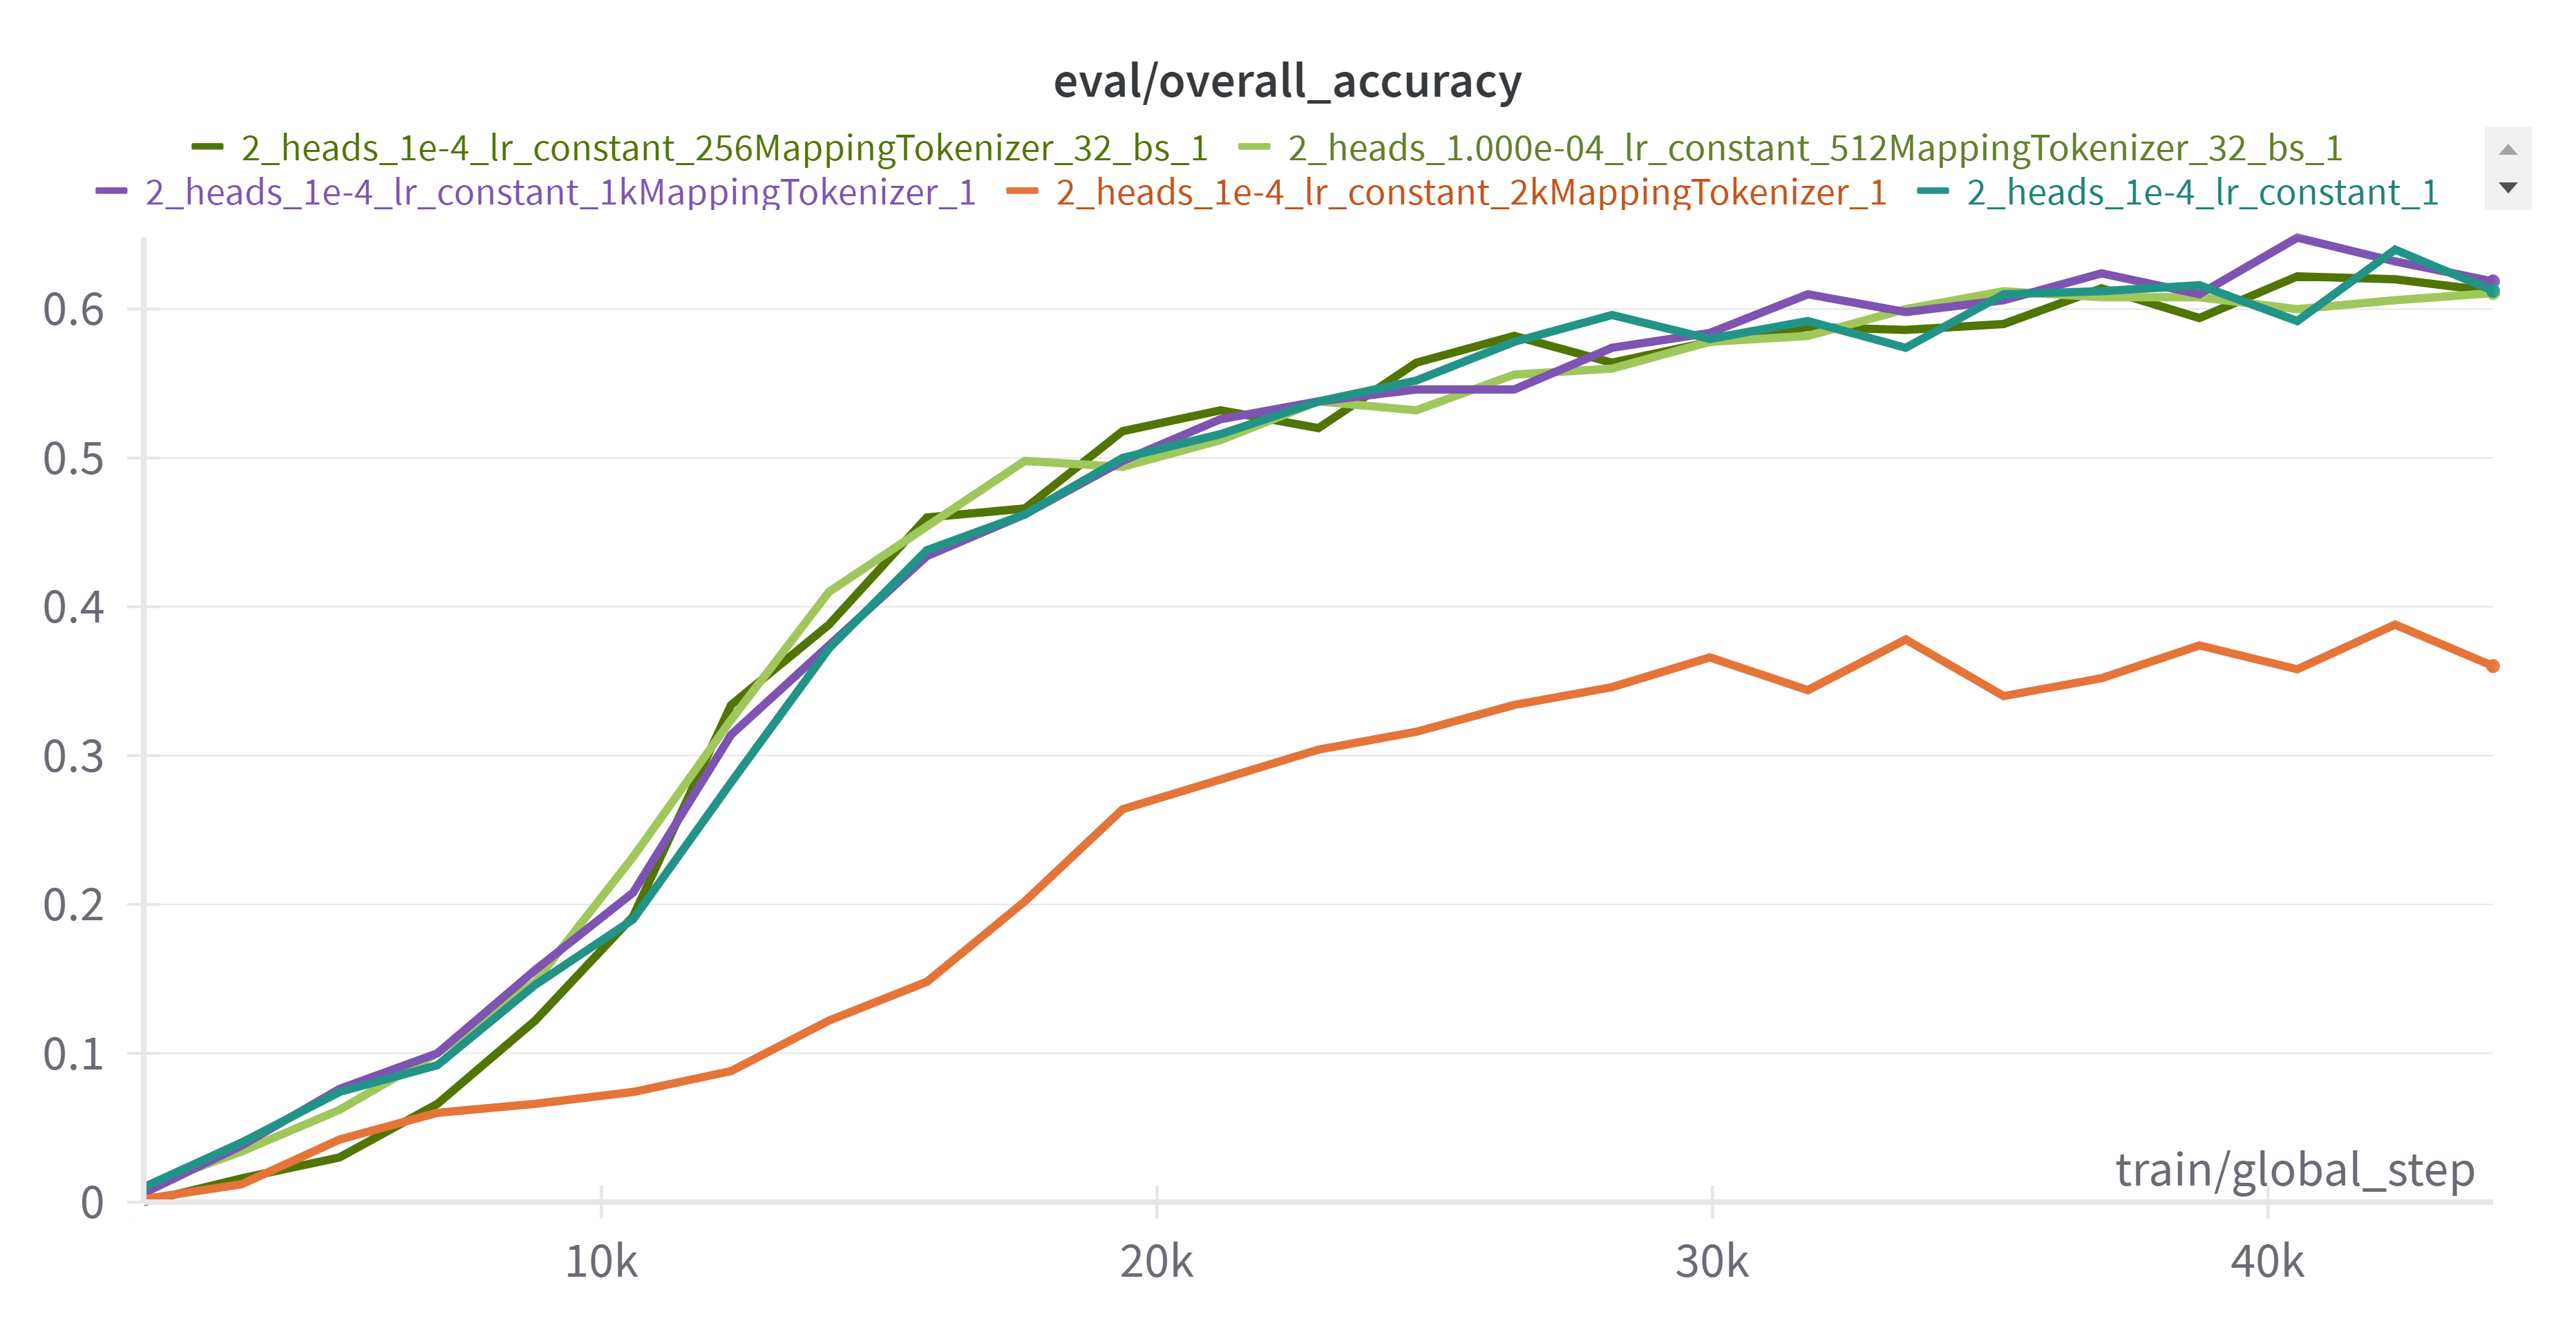 eval/overall_accuracy
2_heads_1e-4_lr_constant_256MappingTokenizer_32_bs_1 2_heads_1.000e-04_lr_constant_512MappingTokenizer_32_bs_1
2_heads_1e-4_lr_constant_1kMappingTokenizer_1 2_heads_1e-4_lr_constant_2kMappingTokenizer_1 2_heads_1e-4_lr_constant_1
0.6
0.5
0.4
0.3
0.2
0.1
0
train/global_step
10k 20k 30k 40k